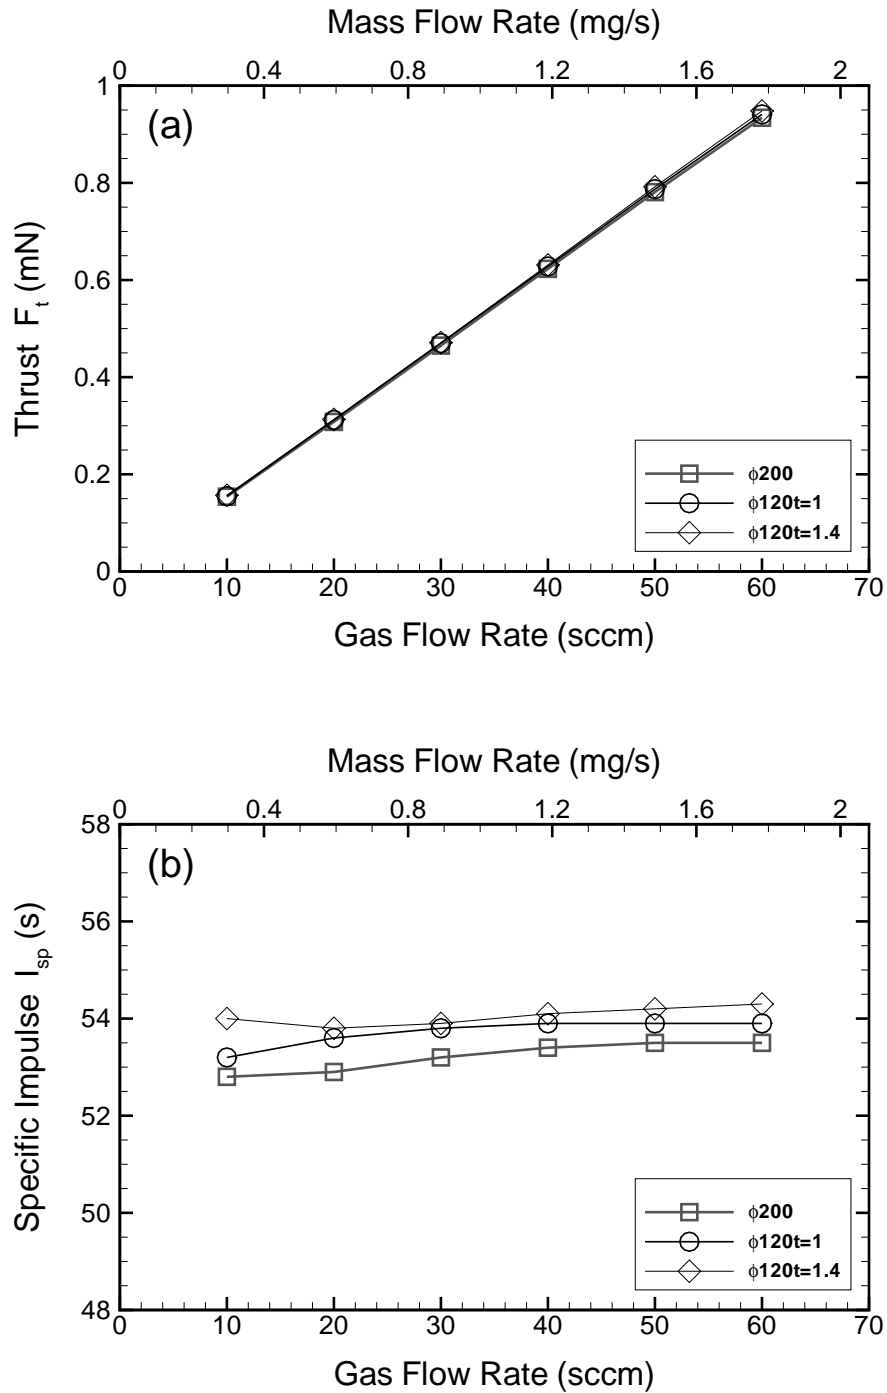 Mass Flow Rate (mg/s)
0 0.4 0.8 1.2 1.6 2
(a)
1
0.8
0.6
0.4
0.2
0
Thrust F_t (mN)
ϕ200
ϕ120t=1
ϕ120t=1.4
0 10 20 30 40 50 60 70
Gas Flow Rate (sccm)
Mass Flow Rate (mg/s)
0 0.4 0.8 1.2 1.6 2
(b)
58
56
54
52
50
48
Specific Impulse I_sp (s)
ϕ200
ϕ120t=1
ϕ120t=1.4
0 10 20 30 40 50 60 70
Gas Flow Rate (sccm)